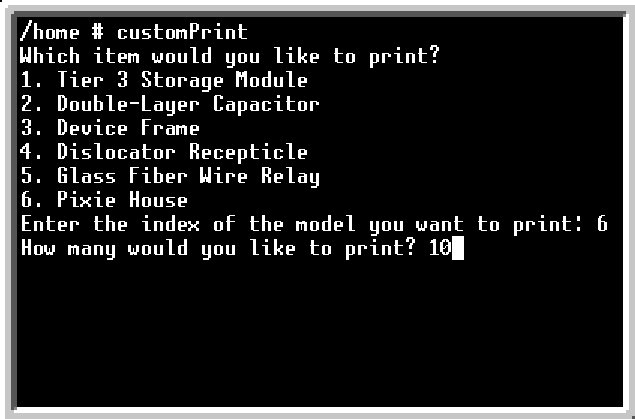 /home # customPrint
Which item would you like to print?
1. Tier 3 Storage Module
2. Double-Layer Capacitor
3. Device Frame
4. Dislocator Recepticle
5. Glass Fiber Wire Relay
6. Pixie House
Enter the index of the model you want to print: 6
How many would you like to print? 10